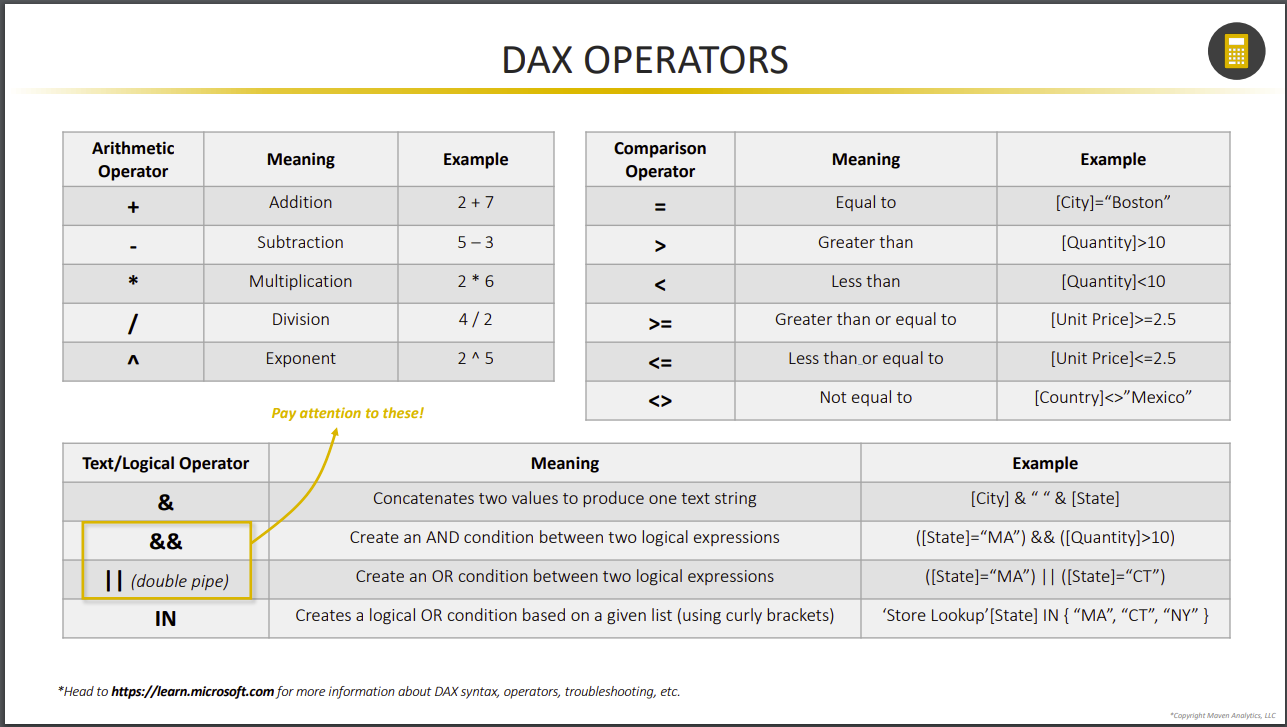 DAX OPERATORS
Arithmetic
Operator
Meaning
Example
+
Addition
2 + 7
-
Subtraction
5 – 3
*
Multiplication
2 * 6
/
Division
4 / 2
^
Exponent
2 ^ 5
Comparison
Operator
Meaning
Example
=
Equal to
[City]=“Boston”
>
Greater than
[Quantity]>10
<
Less than
[Quantity]<10
>=
Greater than or equal to
[Unit Price]>=2.5
<=
Less than_or equal to
[Unit Price]<=2.5
<>
Not equal to
[Country]<>”Mexico”
Pay attention to these!
Text/Logical Operator
Meaning
Example
&
Concatenates two values to produce one text string
[City] & “ “ & [State]
&&
Create an AND condition between two logical expressions
([State]=“MA”) && ([Quantity]>10)
|| (double pipe)
Create an OR condition between two logical expressions
([State]=“MA”) || ([State]=“CT”)
IN
Creates a logical OR condition based on a given list (using curly brackets)
‘Store Lookup’[State] IN { “MA”, “CT”, “NY” }
*Head to https://learn.microsoft.com for more information about DAX syntax, operators, troubleshooting, etc.
*Copyright Maven Analytics, LLC